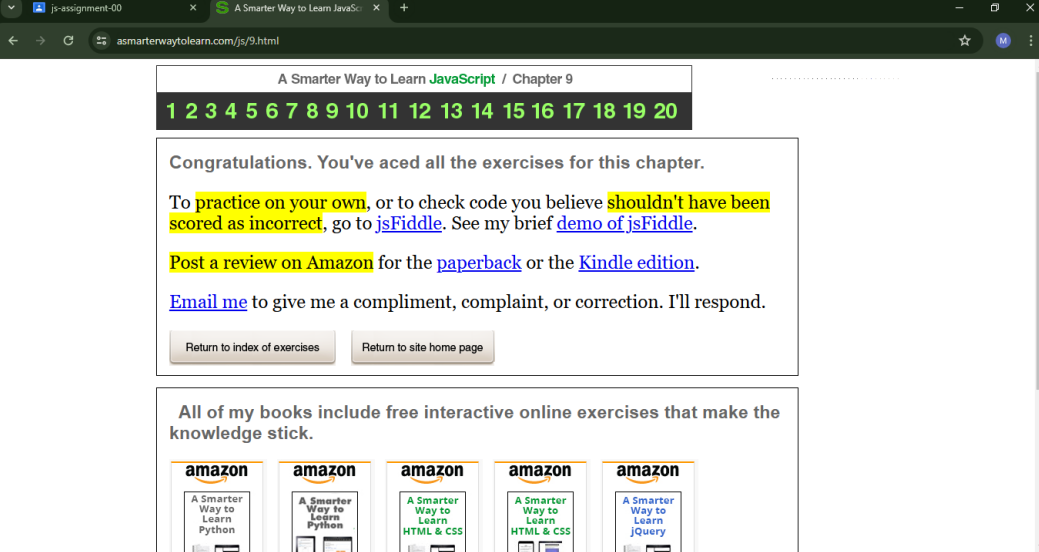 js-assignment-00
A Smarter Way to Learn JavaSc
asmarterwaytolearn.com/js/9.html
M
A Smarter Way to Learn JavaScript / Chapter 9
1 2 3 4 5 6 7 8 9 10 11 12 13 14 15 16 17 18 19 20
Congratulations. You've aced all the exercises for this chapter.
To practice on your own, or to check code you believe shouldn't have been
scored as incorrect, go to jsFiddle. See my brief demo of jsFiddle.
Post a review on Amazon for the paperback or the Kindle edition.
Email me to give me a compliment, complaint, or correction. I'll respond.
Return to index of exercises Return to site home page
All of my books include free interactive online exercises that make the
knowledge stick.
amazon amazon amazon amazon amazon
A Smarter A Smarter A Smarter A Smarter A Smarter
Way to Way to Way to Way to Way to
Learn Learn Learn Learn Learn
Python Python HTML & CSS HTML & CSS jQuery